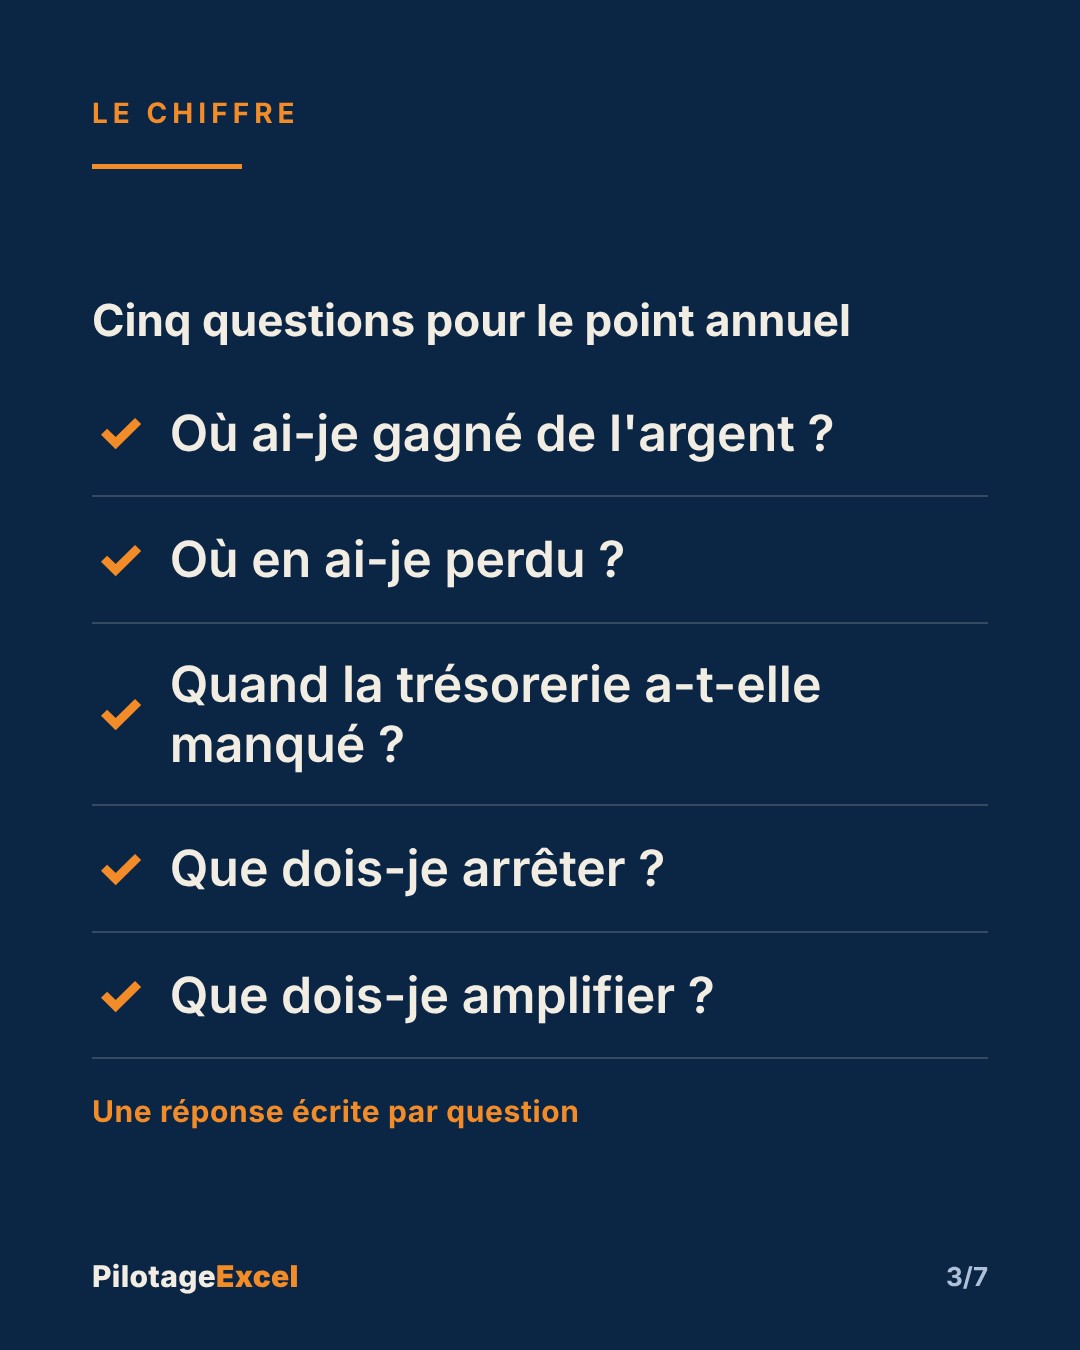 LE CHIFFRE
Cinq questions pour le point annuel
Où ai-je gagné de l'argent ?
Où en ai-je perdu ?
Quand la trésorerie a-t-elle
manqué ?
Que dois-je arrêter ?
Que dois-je amplifier ?
Une réponse écrite par question
PilotageExcel
3/7